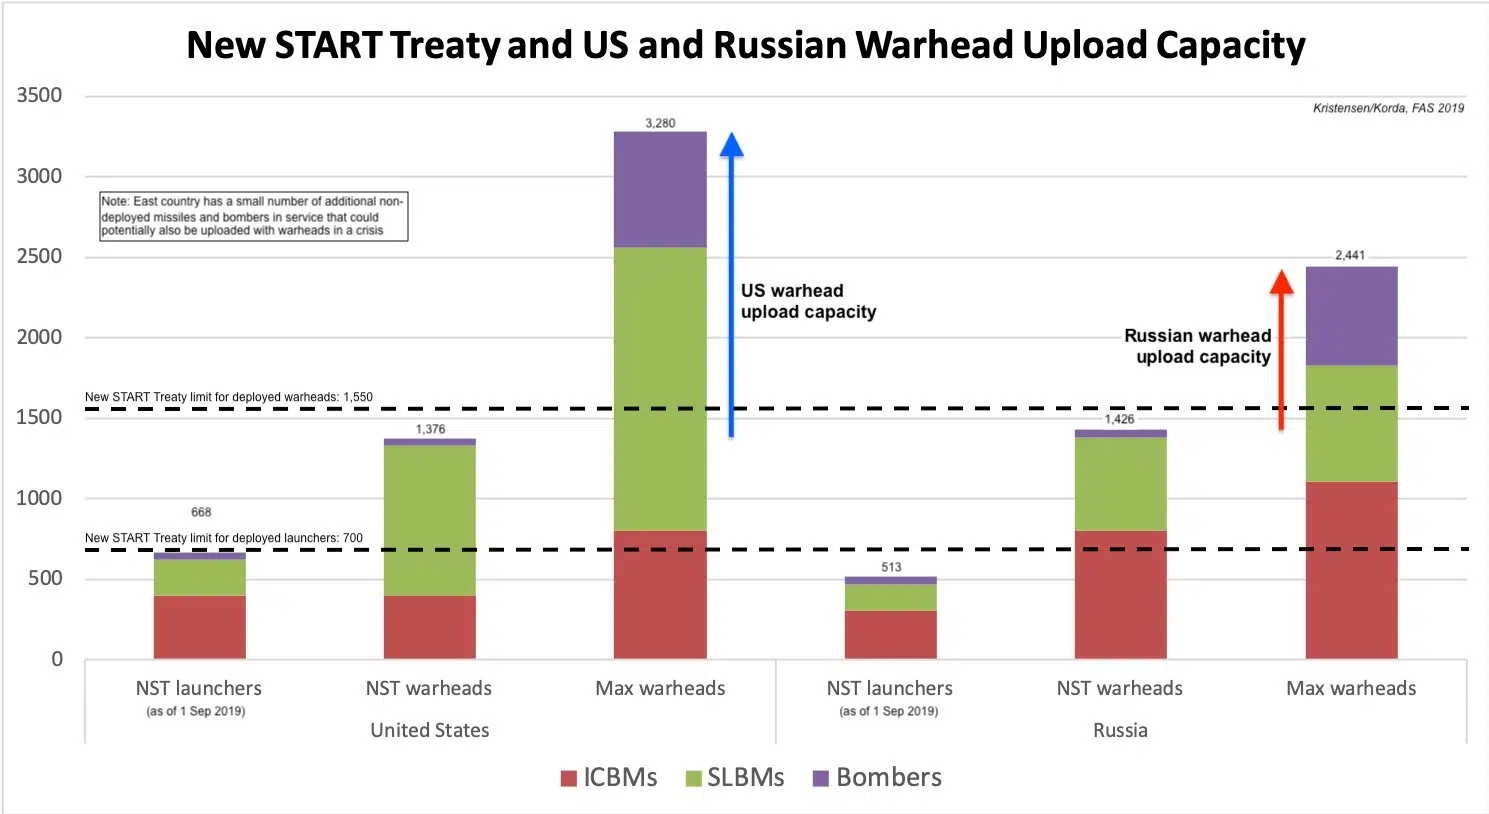 New START Treaty and US and Russian Warhead Upload Capacity
3500
Kristensen/Korda, FAS 2019
3,280
3000
Note: East country has a small number of additional non-
deployed missiles and bombers in service that could
potentially also be uploaded with warheads in a crisis
2500
2,441
US warhead
upload capacity
Russian warhead
upload capacity
2000
New START Treaty limit for deployed warheads: 1,550
1500
1,376
1,426
1000
668
New START Treaty limit for deployed launchers: 700
500
513
0
NST launchers
(as of 1 Sep 2019)
NST warheads
Max warheads
NST launchers
(as of 1 Sep 2019)
NST warheads
Max warheads
United States
Russia
ICBMs
SLBMs
Bombers